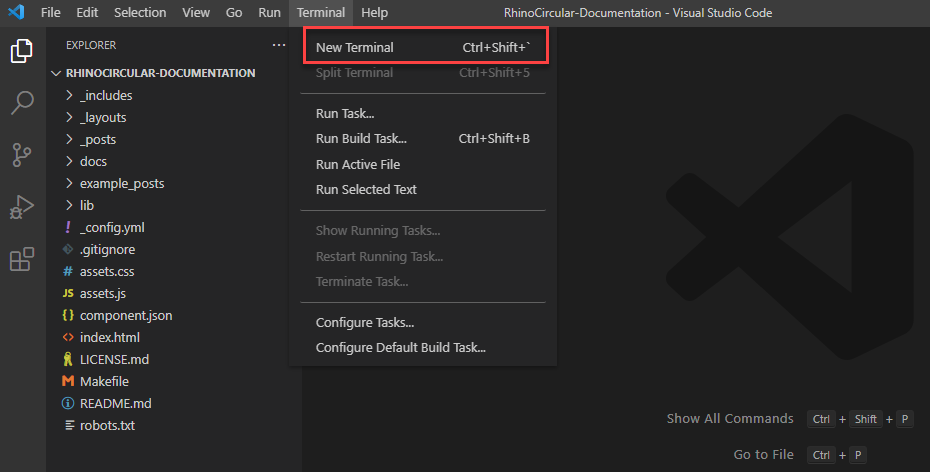 File Edit Selection View Go Run Terminal Help RhinoCircular-Documentation - Visual Studio Code
EXPLORER ...
RHINOCIRCULAR-DOCUMENTATION
_includes
_layouts
_posts
docs
example_posts
lib
_config.yml
.gitignore
# assets.css
JS assets.js
{} component.json
<> index.html
LICENSE.md
Makefile
README.md
robots.txt
New Terminal Ctrl+Shift+`
Split Terminal Ctrl+Shift+5
Run Task...
Run Build Task... Ctrl+Shift+B
Run Active File
Run Selected Text
Show Running Tasks...
Restart Running Task...
Terminate Task...
Configure Tasks...
Configure Default Build Task...
Show All Commands Ctrl + Shift + P
Go to File Ctrl + P